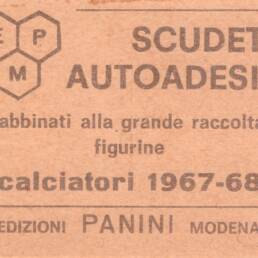 E P
M
SCUDET
AUTOADESI
abbinati alla grande raccolta
figurine
calciatori 1967-68
EDIZIONI PANINI MODENA